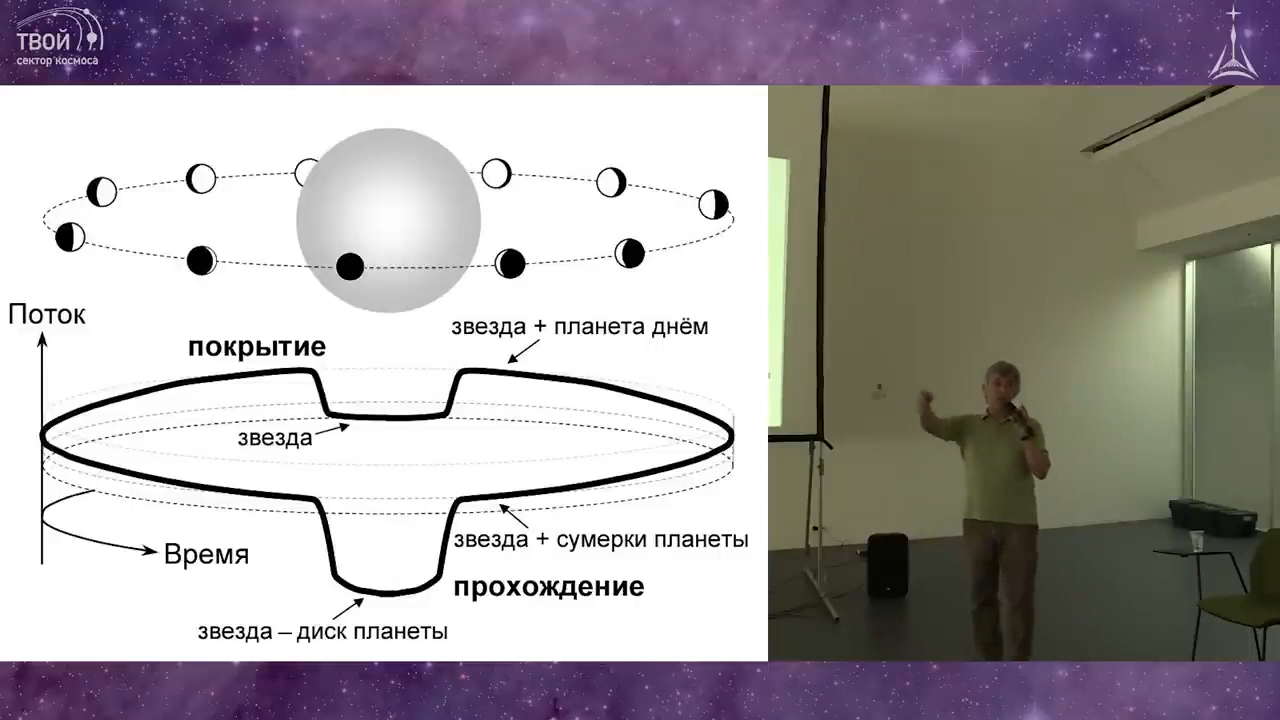 ТВОЙ
сектор космоса
Поток
звезда + планета днём
покрытие
звезда
звезда + сумерки планеты
Время
прохождение
звезда – диск планеты